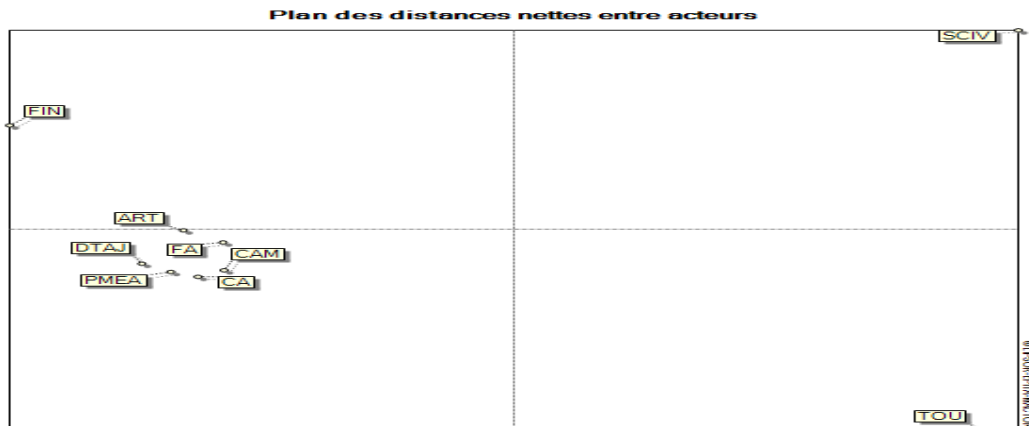 Plan des distances nettes entre acteurs
SCIV
FIN
ART
DTAJ
FA
CAM
PMEA
CA
TOU